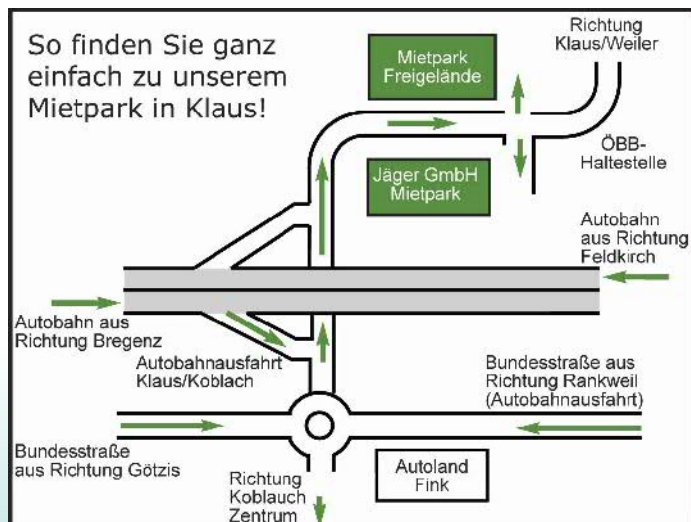 So finden Sie ganz
einfach zu unserem
Mietpark in Klaus!
Mietpark
Freigelände
Richtung
Klaus/Weiler
Jäger GmbH
Mietpark
ÖBB-
Haltestelle
Autobahn
aus Richtung
Feldkirch
Autobahn aus
Richtung Bregenz
Autobahnausfahrt
Klaus/Koblach
Bundesstraße aus
Richtung Rankweil
(Autobahnausfahrt)
Bundesstraße
aus Richtung Götzis
Richtung
Koblauch
Zentrum
Autoland
Fink